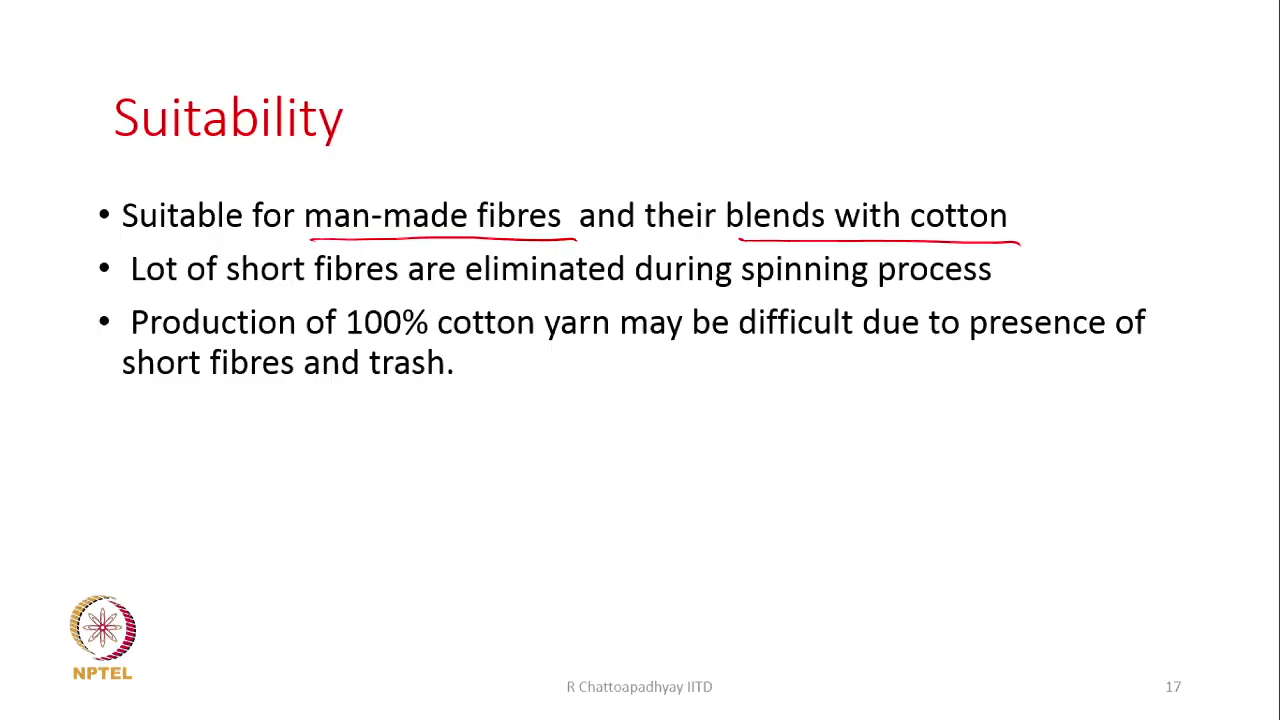 Suitability
• Suitable for man-made fibres and their blends with cotton
• Lot of short fibres are eliminated during spinning process
• Production of 100% cotton yarn may be difficult due to presence of
short fibres and trash.
NPTEL
R Chattoapadhyay IITD
17